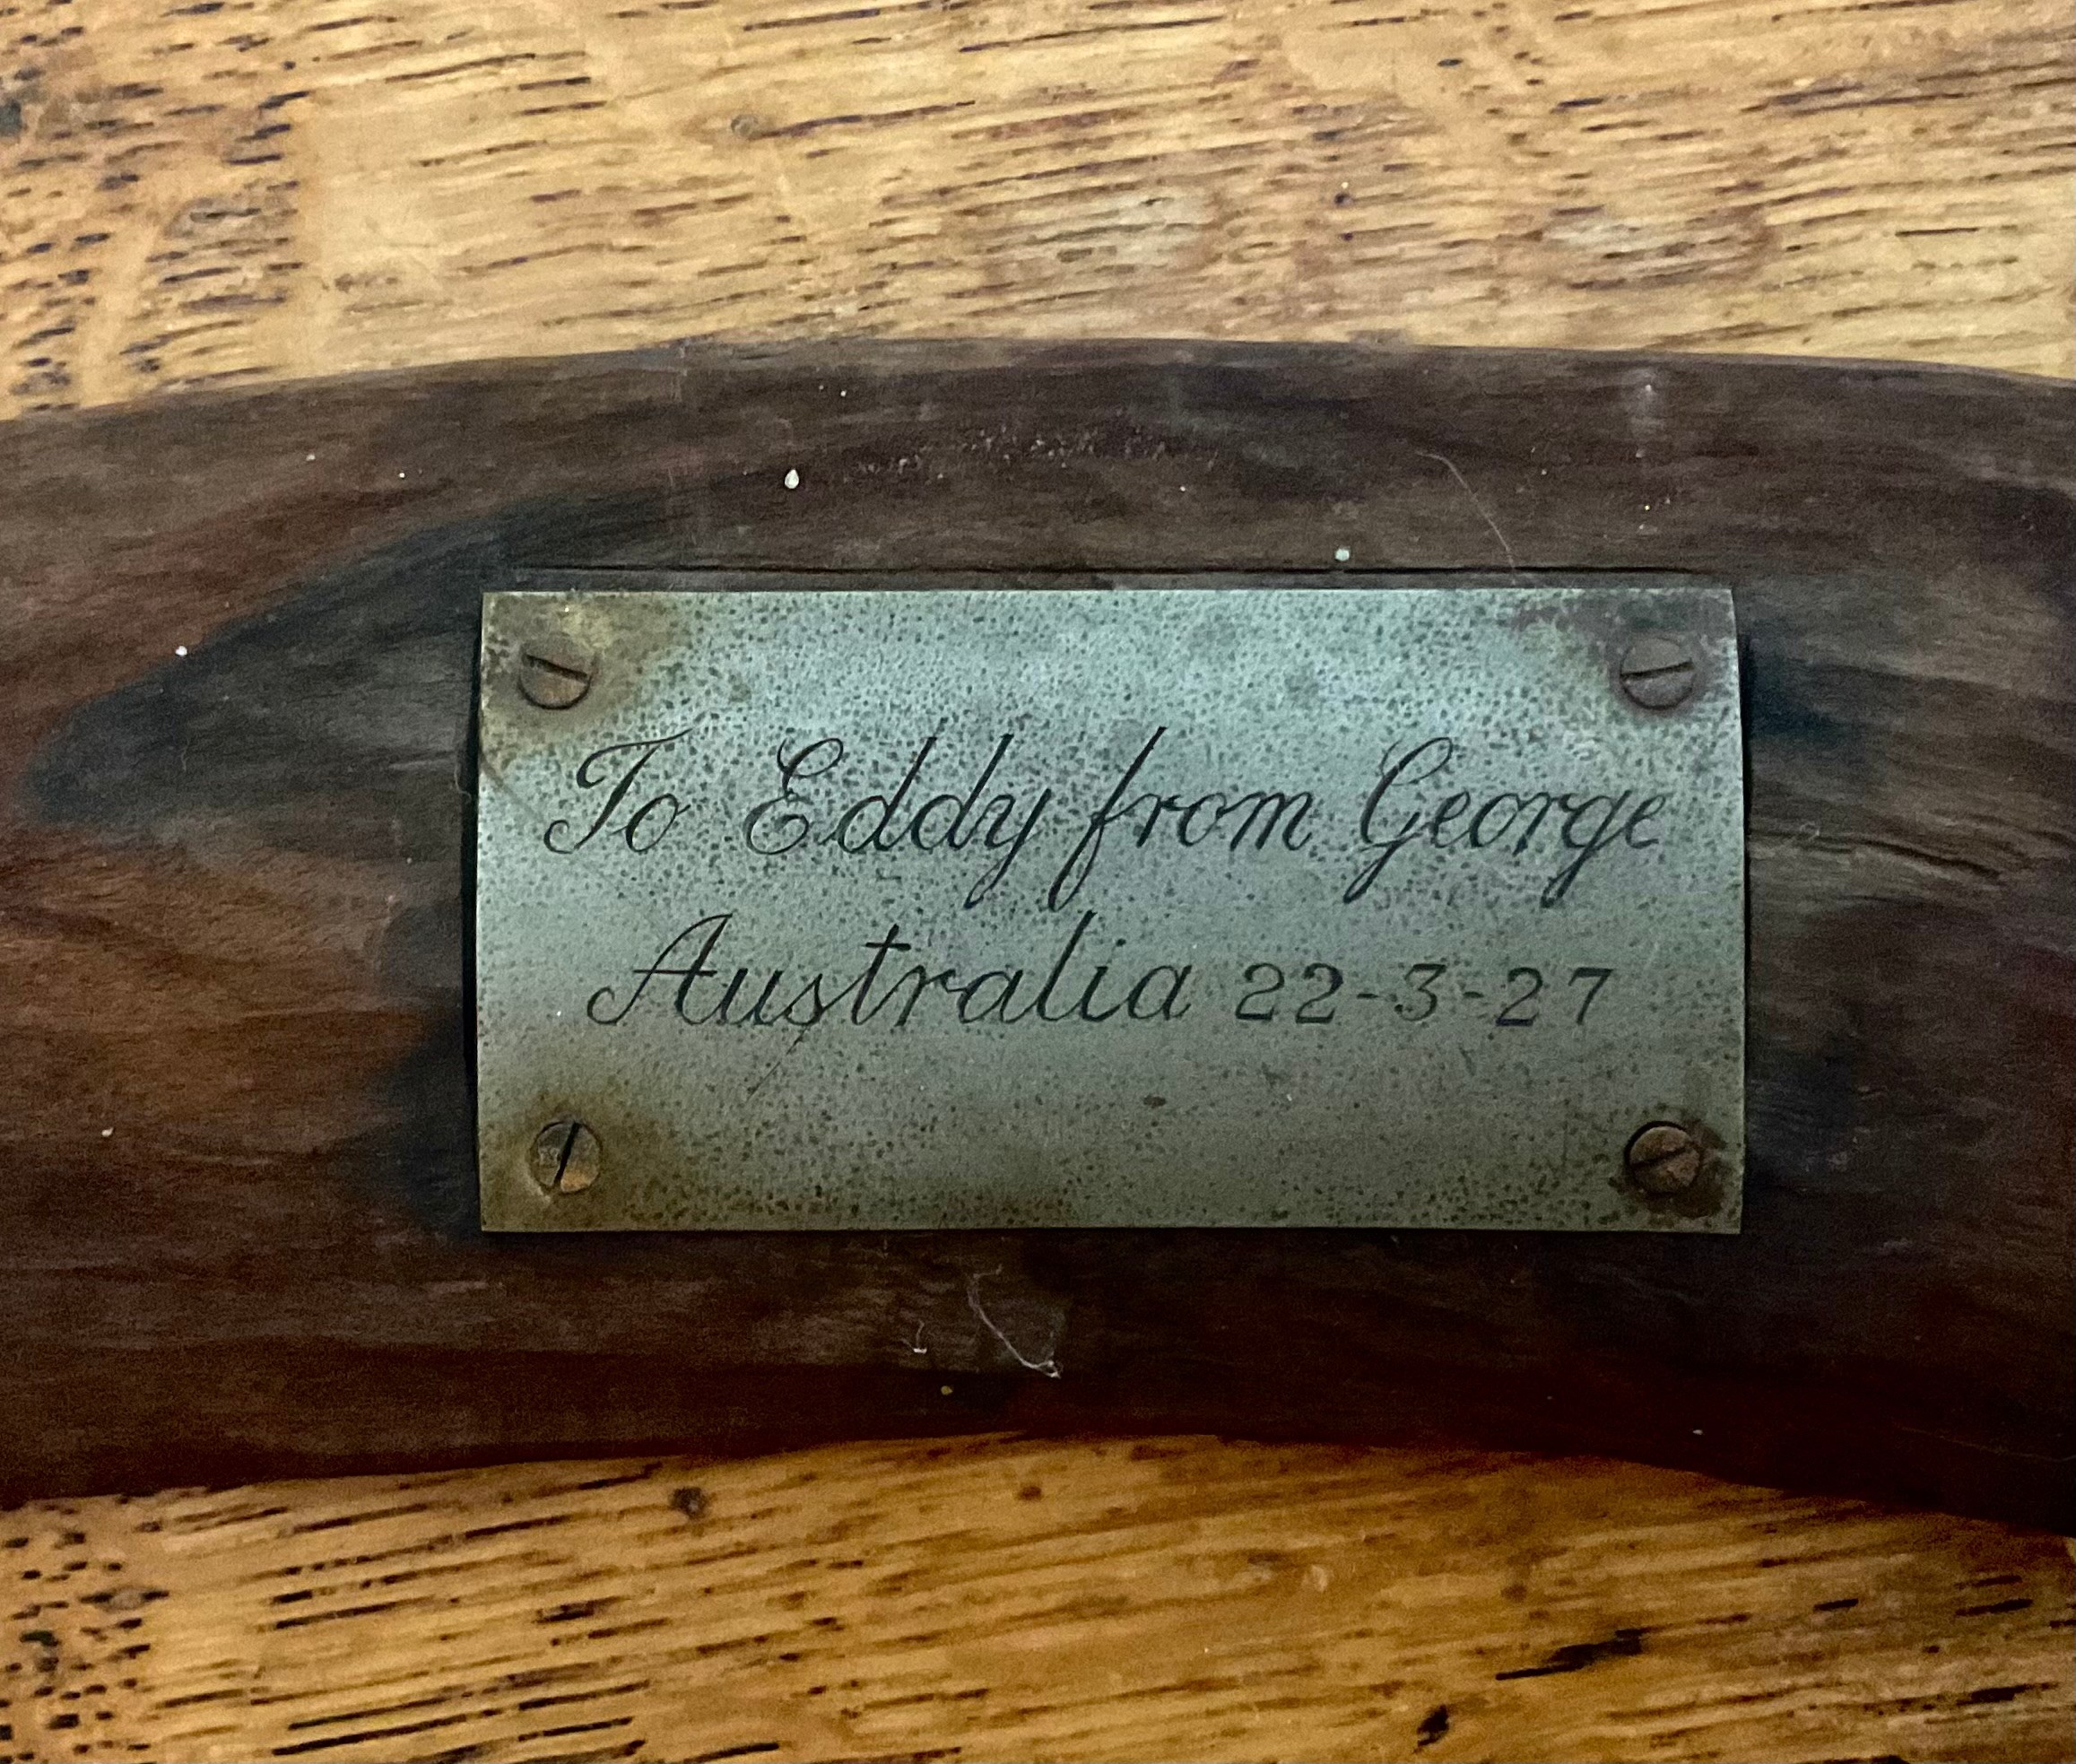 To Eddy from George
Australia 22-3-27